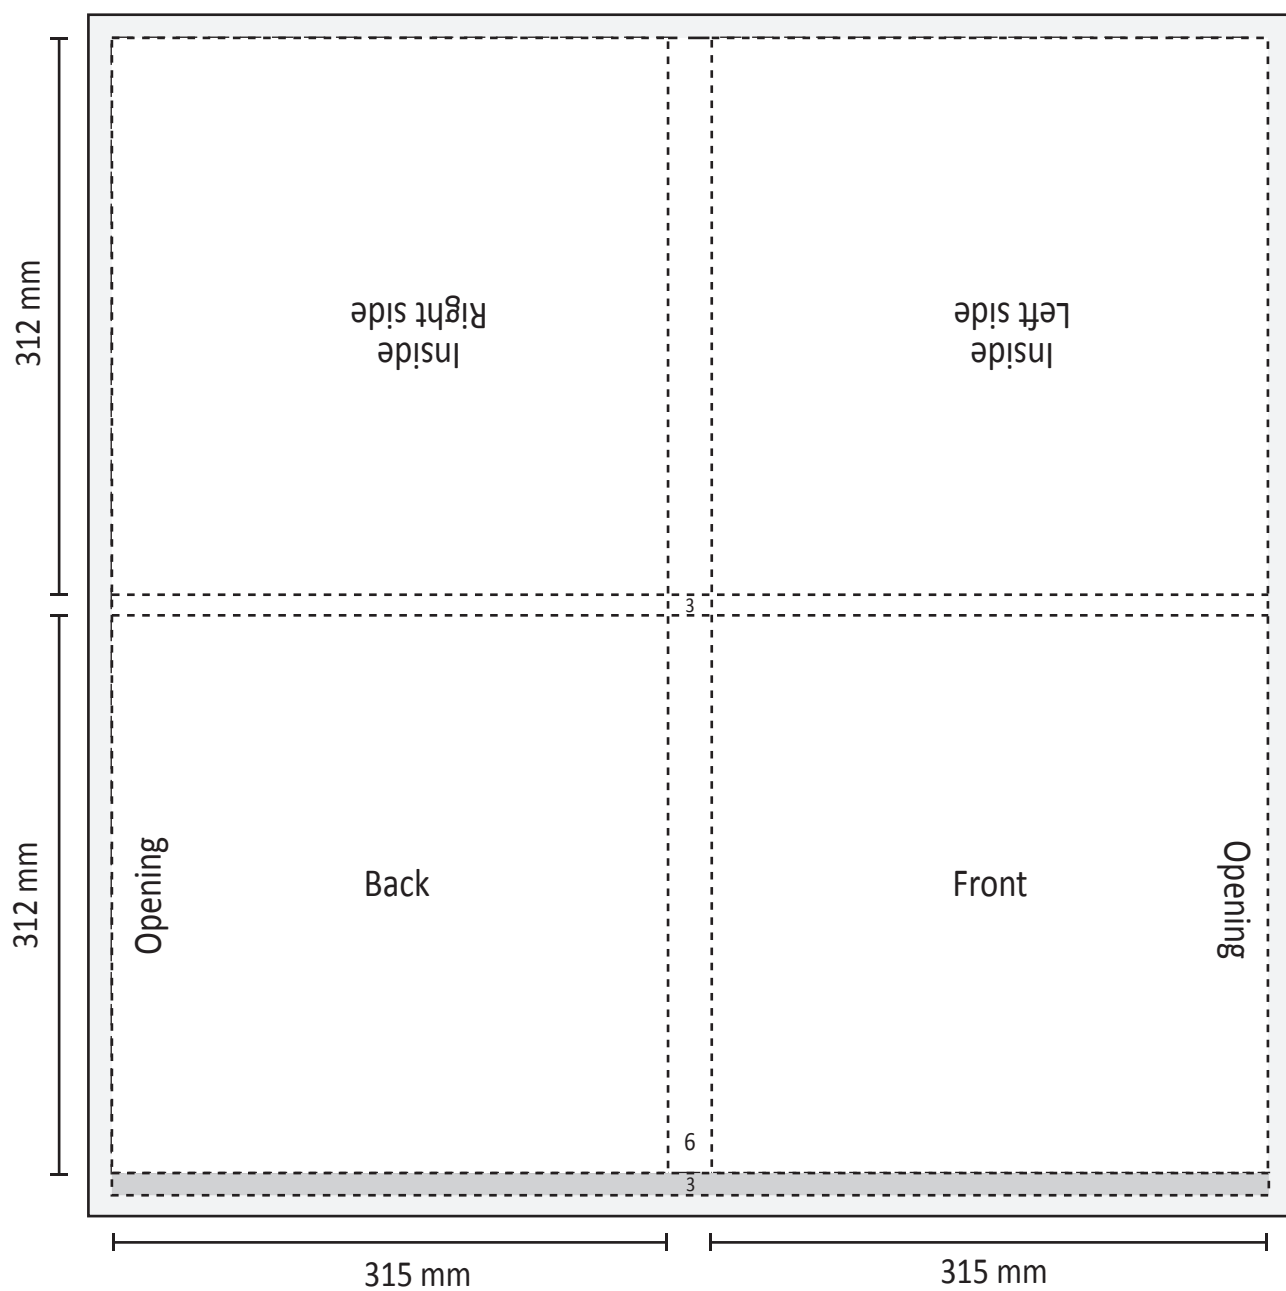 312 mm
Inside
Right side
Inside
Left side
3
312 mm
Opening
Back
Front
Opening
6
3
315 mm
315 mm